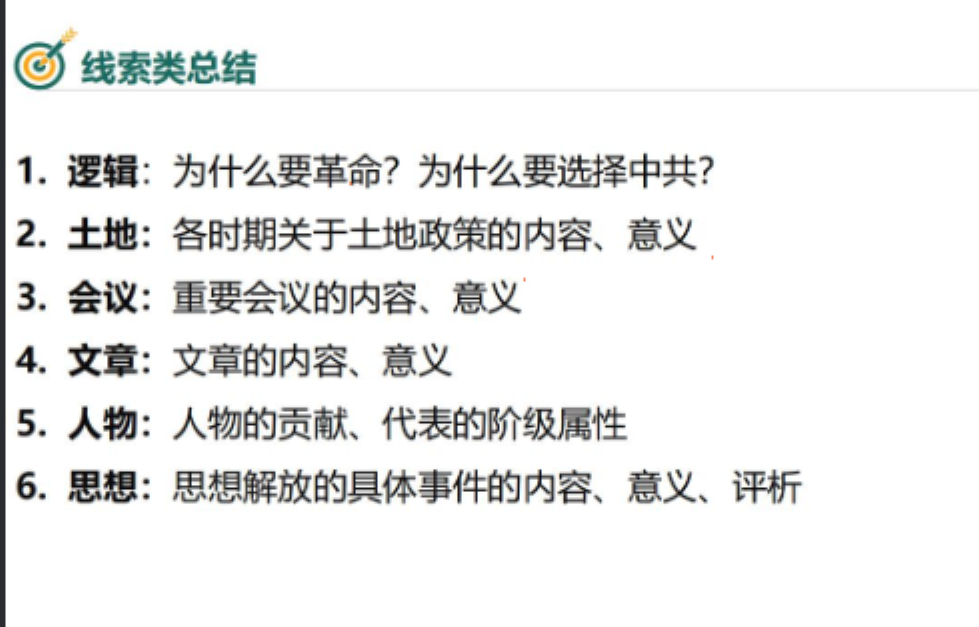 线索类总结
1. 逻辑：为什么要革命？为什么要选择中共？
2. 土地：各时期关于土地政策的内容、意义
3. 会议：重要会议的内容、意义
4. 文章：文章的内容、意义
5. 人物：人物的贡献、代表的阶级属性
6. 思想：思想解放的具体事件的内容、意义、评析